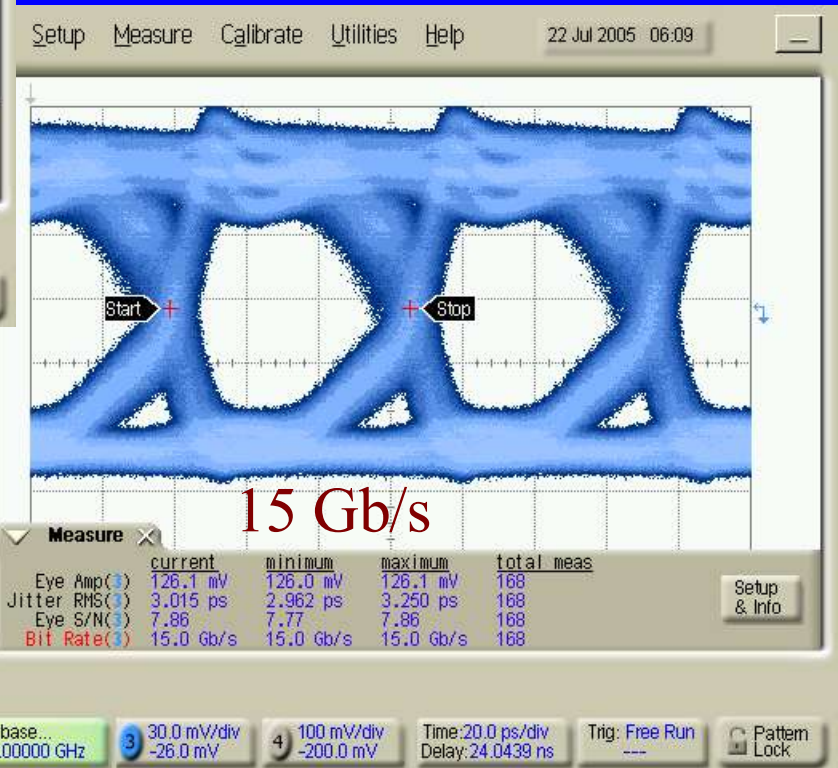 Setup Measure Calibrate Utilities Help 22 Jul 2005 06:09
Start Stop
15 Gb/s
Measure
current minimum maximum total meas
Eye Amp(3) 126.1 mV 126.0 mV 126.1 mV 168
Jitter RMS(3) 3.015 ps 2.962 ps 3.250 ps 168
Eye S/N(3) 7.86 7.77 7.86 168
Bit Rate(3) 15.0 Gb/s 15.0 Gb/s 15.0 Gb/s 168
Setup
& Info
base... 3 30.0 mV/div 4 100 mV/div Time:20.0 ps/div Trig: Free Run Pattern
.00000 GHz -26.0 mV -200.0 mV Delay:24.0439 ns --- Lock